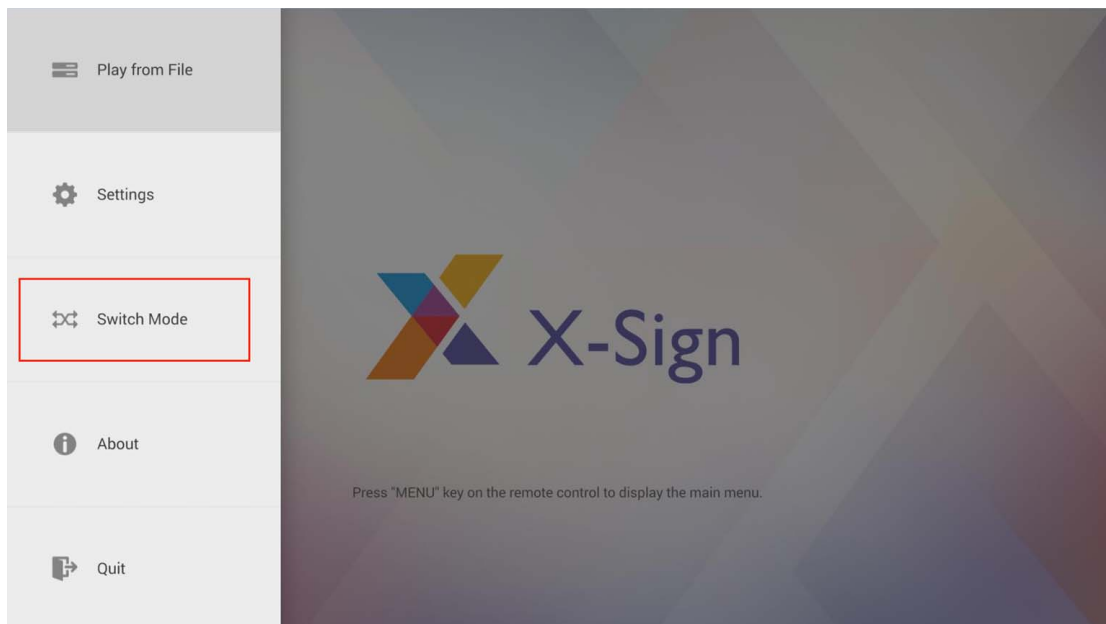 Play from File
Settings
Switch Mode
About
Quit
X-Sign
Press "MENU" key on the remote control to display the main menu.